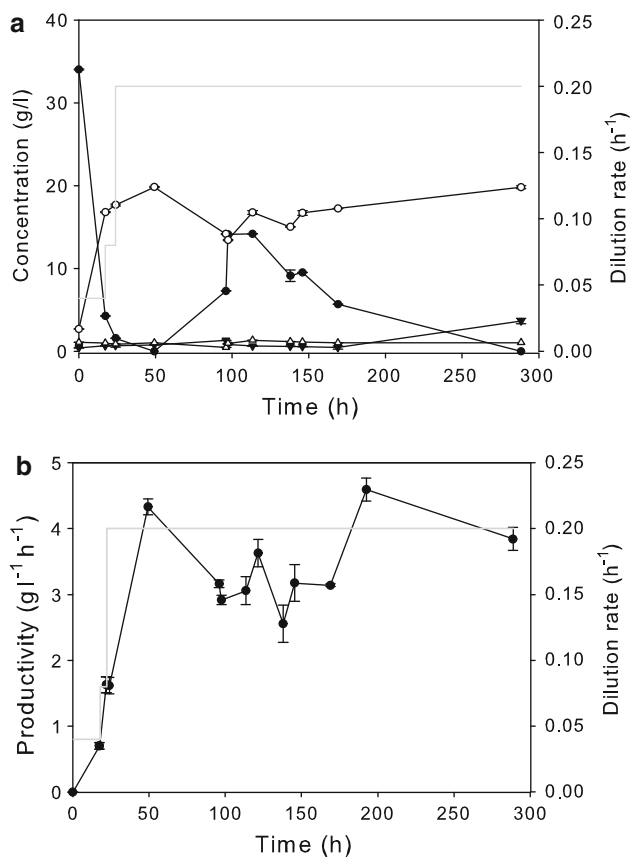 a
40
30
20
10
0
Concentration (g/l)
0.25
0.20
0.15
0.10
0.05
0.00
Dilution rate (h⁻¹)
0 50 100 150 200 250 300
Time (h)
b
5
4
3
2
1
0
Productivity (g l⁻¹ h⁻¹)
0.25
0.20
0.15
0.10
0.05
0.00
Dilution rate (h⁻¹)
0 50 100 150 200 250 300
Time (h)